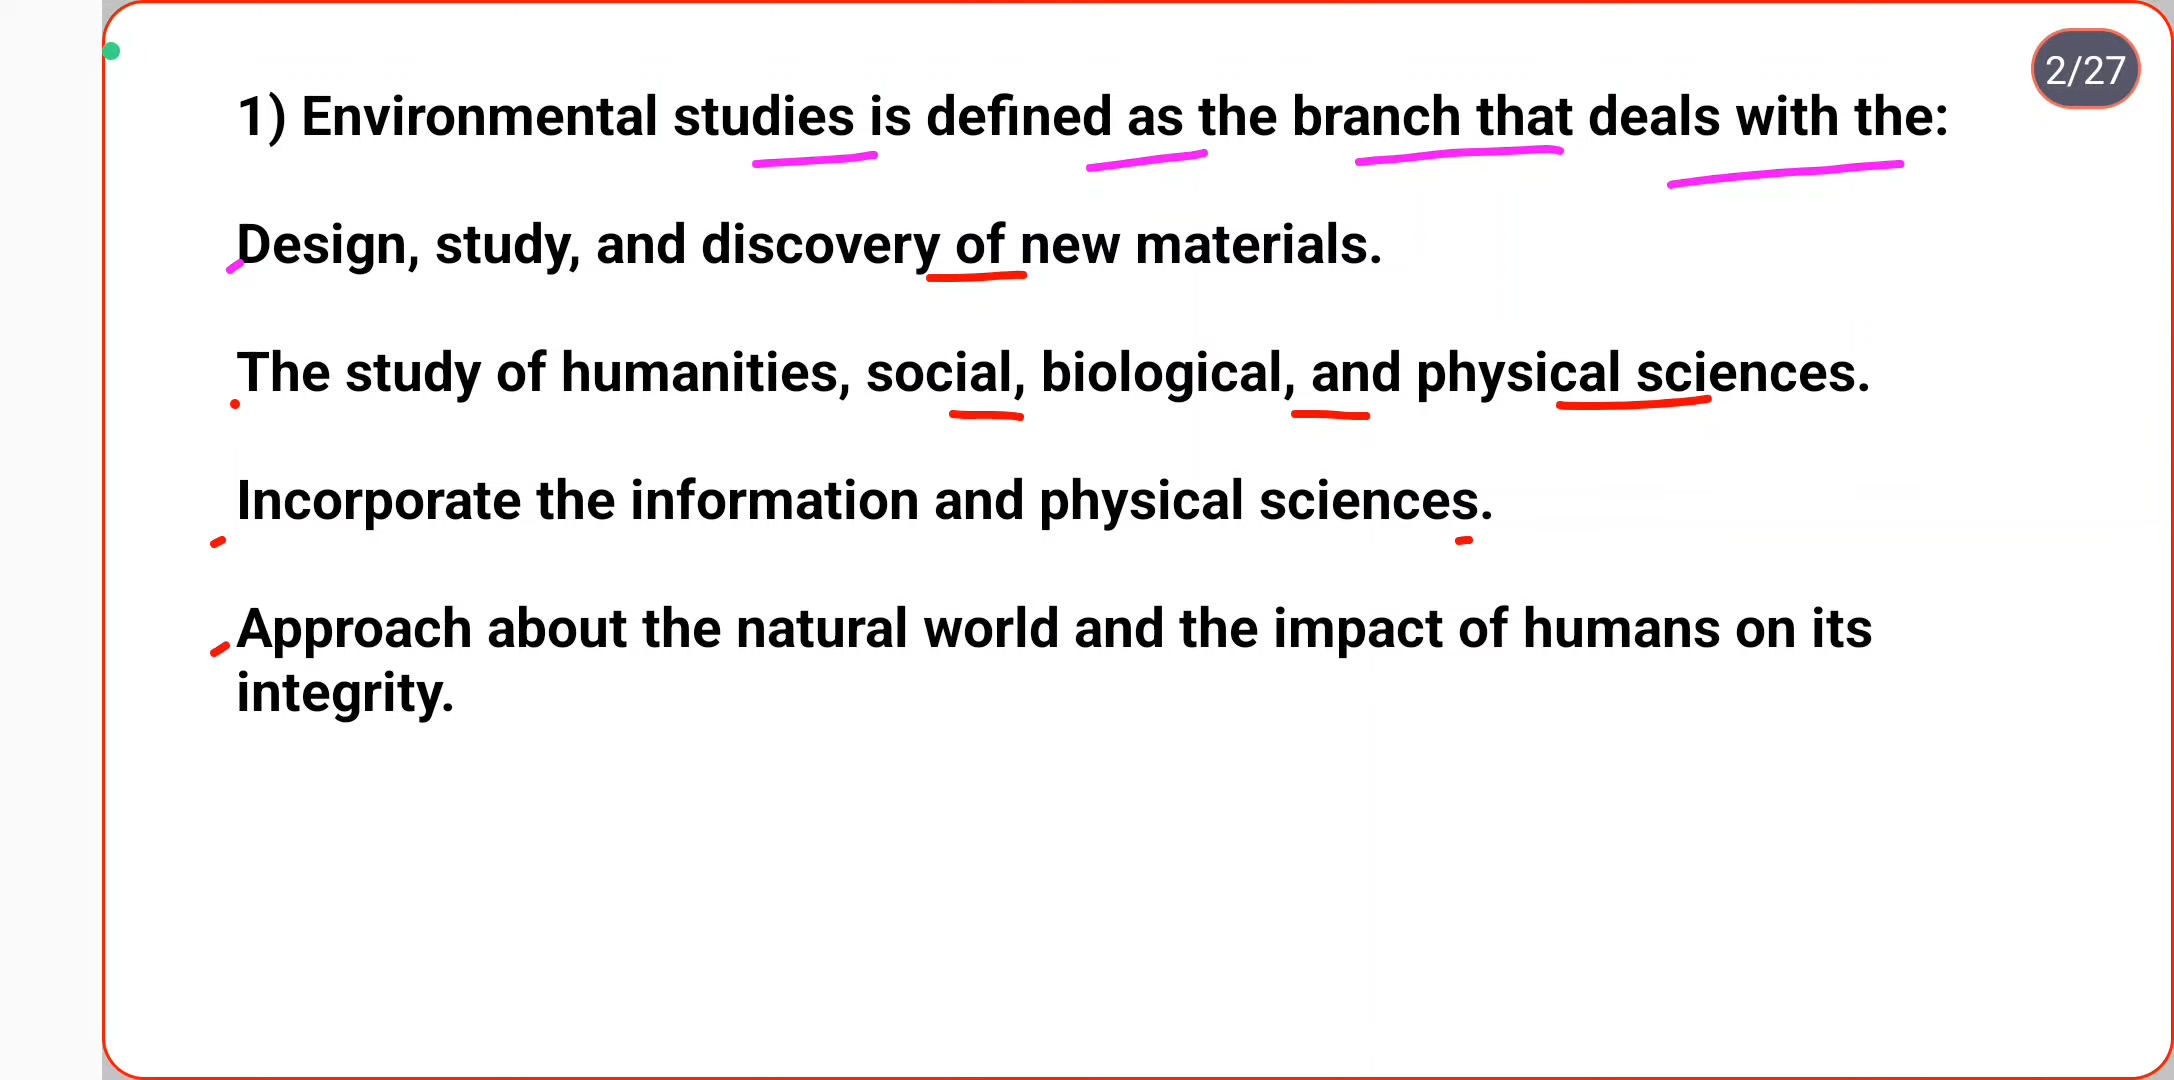 2/27
1) Environmental studies is defined as the branch that deals with the:
Design, study, and discovery of new materials.
The study of humanities, social, biological, and physical sciences.
Incorporate the information and physical sciences.
Approach about the natural world and the impact of humans on its
integrity.